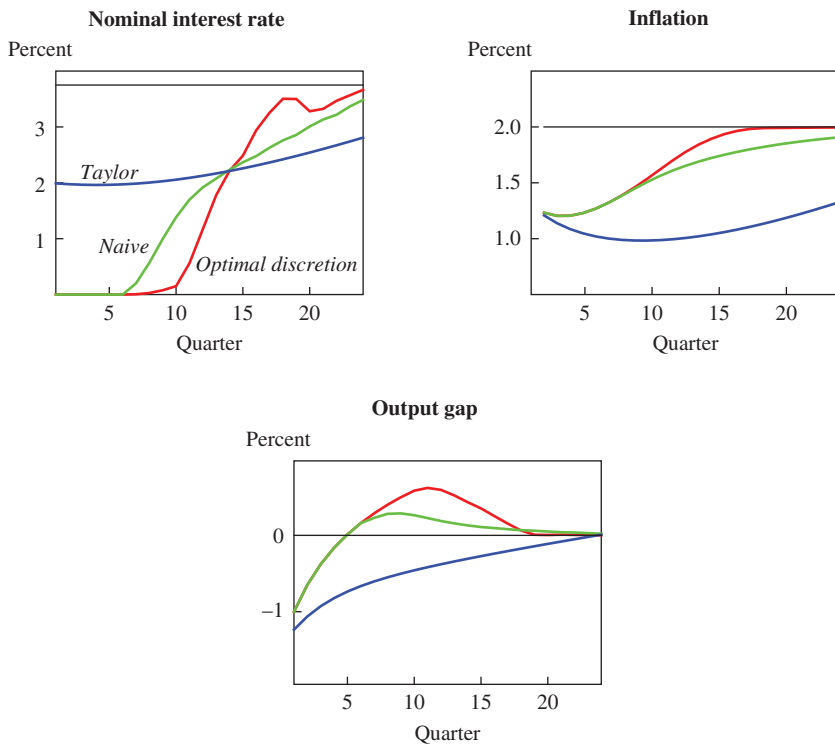 Nominal interest rate
Percent
3
2
1
Taylor
Naive
Optimal discretion
5 10 15 20
Quarter
Inflation
Percent
2.0
1.5
1.0
5 10 15 20
Quarter
Output gap
Percent
0
–1
5 10 15 20
Quarter